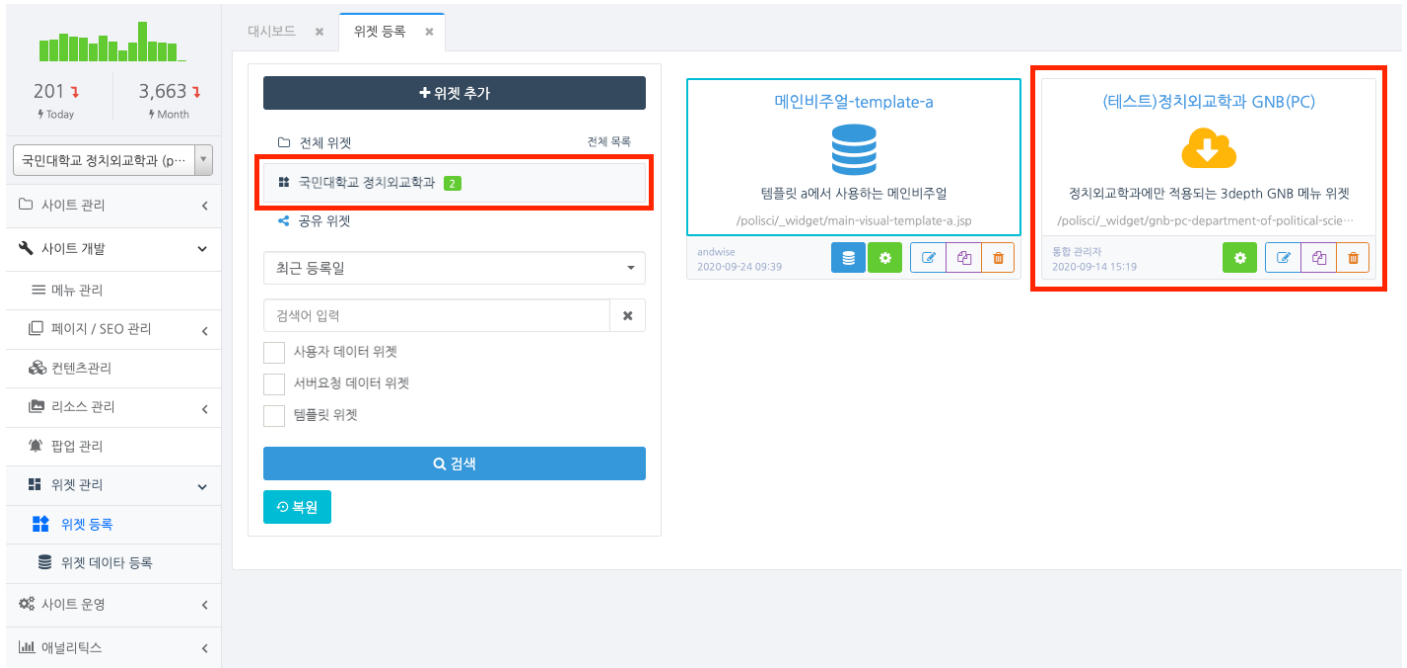 201
Today
3,663
Month
국민대학교 정치외교학과 (p···
사이트 관리
사이트 개발
메뉴 관리
페이지 / SEO 관리
컨텐츠관리
리소스 관리
팝업 관리
위젯 관리
위젯 등록
위젯 데이타 등록
사이트 운영
애널리틱스
대시보드
위젯 등록
위젯 추가
전체 위젯 전체 목록
국민대학교 정치외교학과 2
공유 위젯
최근 등록일
검색어 입력
사용자 데이터 위젯
서버요청 데이터 위젯
템플릿 위젯
검색
복원
메인비주얼-template-a
템플릿 a에서 사용하는 메인비주얼
/polisci/_widget/main-visual-template-a.jsp
andwise
2020-09-24 09:39
(테스트)정치외교학과 GNB(PC)
정치외교학과에만 적용되는 3depth GNB 메뉴 위젯
/polisci/_widget/gnb-pc-department-of-political-scie···
통합 관리자
2020-09-14 15:19